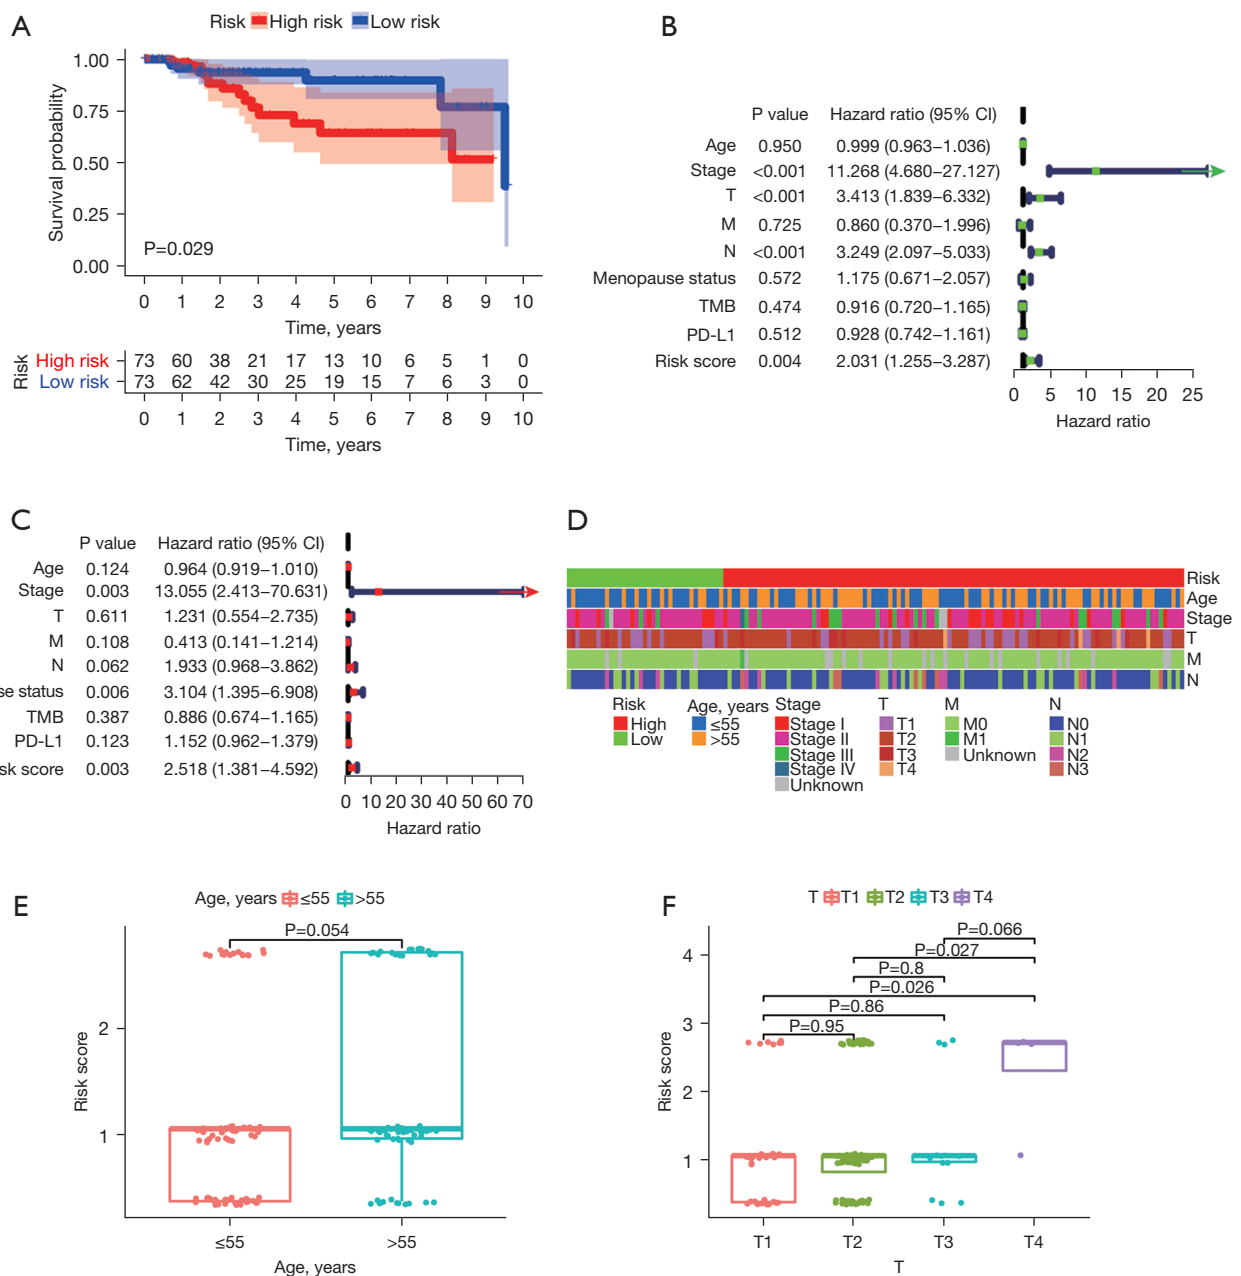 A
Risk High risk Low risk
Survival probability
1.00
0.75
0.50
0.25
0.00
P=0.029
0 1 2 3 4 5 6 7 8 9 10
Time, years
Risk
High risk 73 60 38 21 17 13 10 6 5 1 0
Low risk 73 62 42 30 25 19 15 7 6 3 0
0 1 2 3 4 5 6 7 8 9 10
Time, years
B
P value Hazard ratio (95% CI)
Age 0.950 0.999 (0.963–1.036)
Stage <0.001 11.268 (4.680–27.127)
T <0.001 3.413 (1.839–6.332)
M 0.725 0.860 (0.370–1.996)
N <0.001 3.249 (2.097–5.033)
Menopause status 0.572 1.175 (0.671–2.057)
TMB 0.474 0.916 (0.720–1.165)
PD-L1 0.512 0.928 (0.742–1.161)
Risk score 0.004 2.031 (1.255–3.287)
0 5 10 15 20 25
Hazard ratio
C
P value Hazard ratio (95% CI)
Age 0.124 0.964 (0.919–1.010)
Stage 0.003 13.055 (2.413–70.631)
T 0.611 1.231 (0.554–2.735)
M 0.108 0.413 (0.141–1.214)
N 0.062 1.933 (0.968–3.862)
se status 0.006 3.104 (1.395–6.908)
TMB 0.387 0.886 (0.674–1.165)
PD-L1 0.123 1.152 (0.962–1.379)
sk score 0.003 2.518 (1.381–4.592)
0 10 20 30 40 50 60 70
Hazard ratio
D
Risk
Age
Stage
T
M
N
Risk
High
Low
Age, years
≤55
>55
Stage
Stage I
Stage II
Stage III
Stage IV
Unknown
T
T1
T2
T3
T4
M
M0
M1
Unknown
N
N0
N1
N2
N3
E
Age, years ≤55 >55
P=0.054
Risk score
2
1
≤55 >55
Age, years
F
T T1 T2 T3 T4
P=0.066
P=0.027
P=0.8
P=0.026
P=0.86
P=0.95
Risk score
4
3
2
1
T1 T2 T3 T4
T